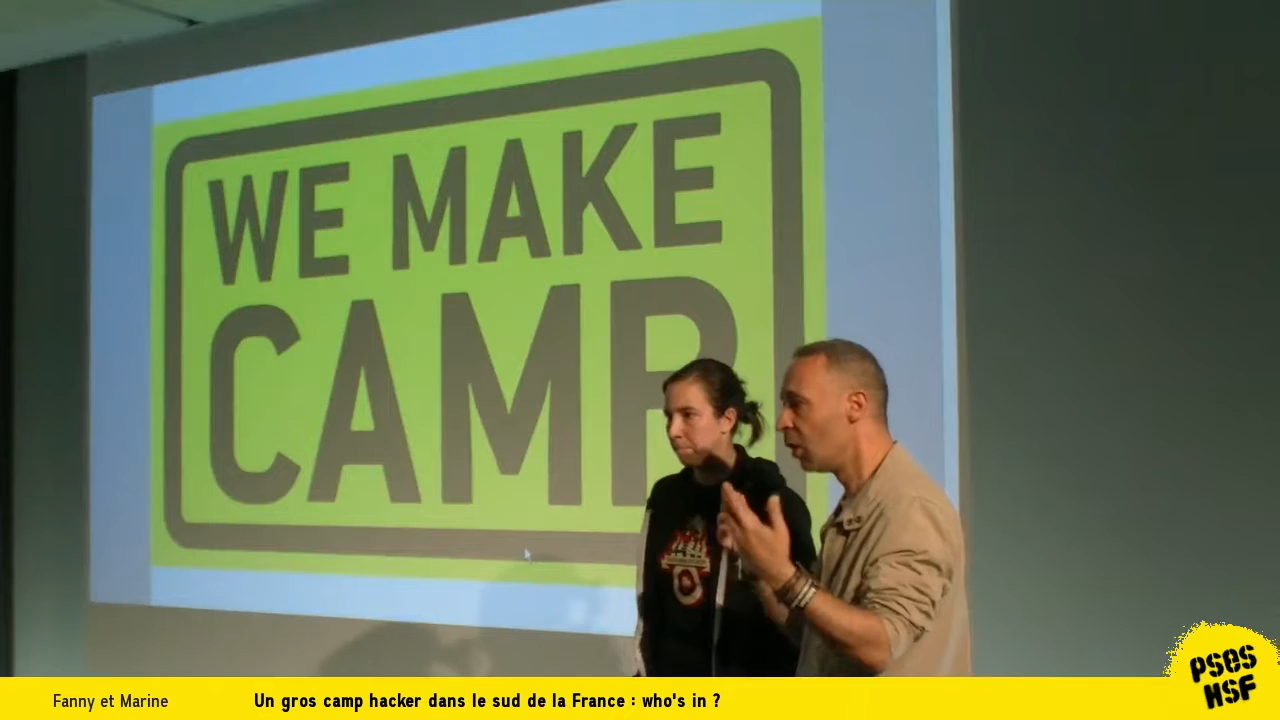 WE MAKE
CAMP
Fanny et Marine
Un gros camp hacker dans le sud de la France : who's in ?
PSES
HSF